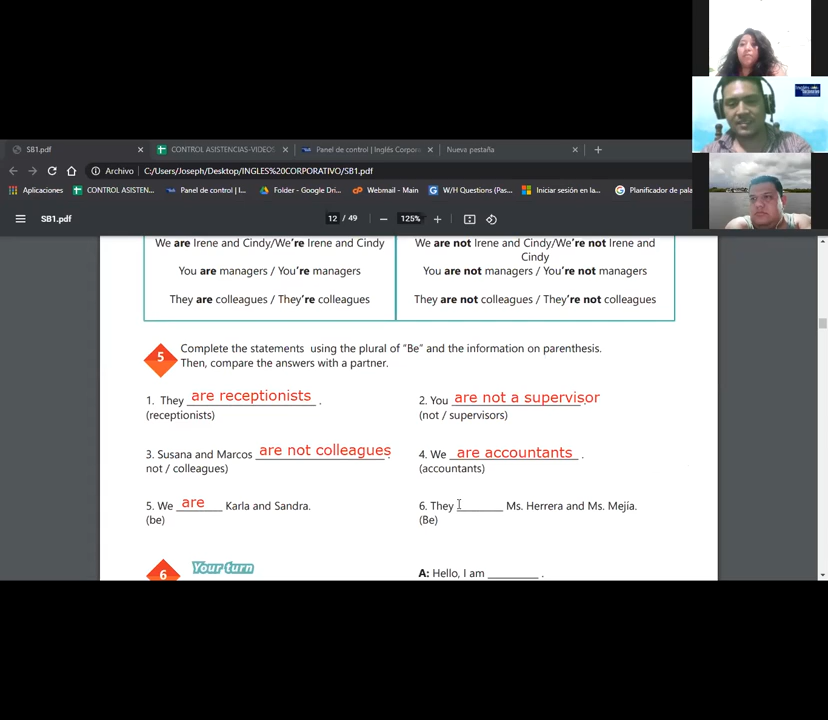 SB1.pdf
CONTROL ASISTENCIAS-VIDEOS
Panel de control | Inglés Corpor
Nueva pestaña
Archivo
C:/Users/Joseph/Desktop/INGLES%20CORPORATIVO/SB1.pdf
Aplicaciones
CONTROL ASISTEN...
Panel de control | I...
Folder - Google Dri...
Webmail - Main
W/H Questions (Pas...
Iniciar sesión en la...
Planificador de pala
SB1.pdf
12 / 49
125%
We are Irene and Cindy/We're Irene and Cindy
We are not Irene and Cindy/We're not Irene and
Cindy
You are managers / You're managers
You are not managers / You're not managers
They are colleagues / They're colleagues
They are not colleagues / They're not colleagues
5
Complete the statements using the plural of "Be" and the information on parenthesis.
Then, compare the answers with a partner.
1. They are receptionists .
(receptionists)
2. You are not a supervisor .
(not / supervisors)
3. Susana and Marcos are not colleagues .
not / colleagues)
4. We are accountants .
(accountants)
5. We are Karla and Sandra.
(be)
6. They ________ Ms. Herrera and Ms. Mejía.
(Be)
6
Your turn
A: Hello, I am _________ .